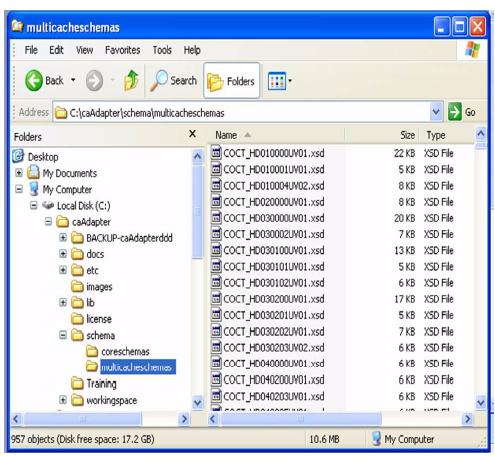 multicacheschemas
File Edit View Favorites Tools Help
Back Search Folders
Address C:\caAdapter\schema\multicacheschemas Go
Folders X
Desktop
My Documents
My Computer
Local Disk (C:)
caAdapter
BACKUP-caAdapterddd
docs
etc
images
lib
license
schema
coreschemas
multicacheschemas
Training
workingspace
Name Size Type
COCT_HD010000UV01.xsd 22 KB XSD File
COCT_HD010001UV01.xsd 5 KB XSD File
COCT_HD010004UV02.xsd 8 KB XSD File
COCT_HD020000UV01.xsd 8 KB XSD File
COCT_HD030000UV01.xsd 20 KB XSD File
COCT_HD030002UV01.xsd 7 KB XSD File
COCT_HD030100UV01.xsd 13 KB XSD File
COCT_HD030101UV01.xsd 5 KB XSD File
COCT_HD030102UV01.xsd 6 KB XSD File
COCT_HD030200UV01.xsd 17 KB XSD File
COCT_HD030201UV01.xsd 5 KB XSD File
COCT_HD030202UV01.xsd 7 KB XSD File
COCT_HD030203UV02.xsd 6 KB XSD File
COCT_HD040000UV01.xsd 6 KB XSD File
COCT_HD040200UV01.xsd 6 KB XSD File
COCT_HD040203UV01.xsd 6 KB XSD File
957 objects (Disk free space: 17.2 GB) 10.6 MB My Computer